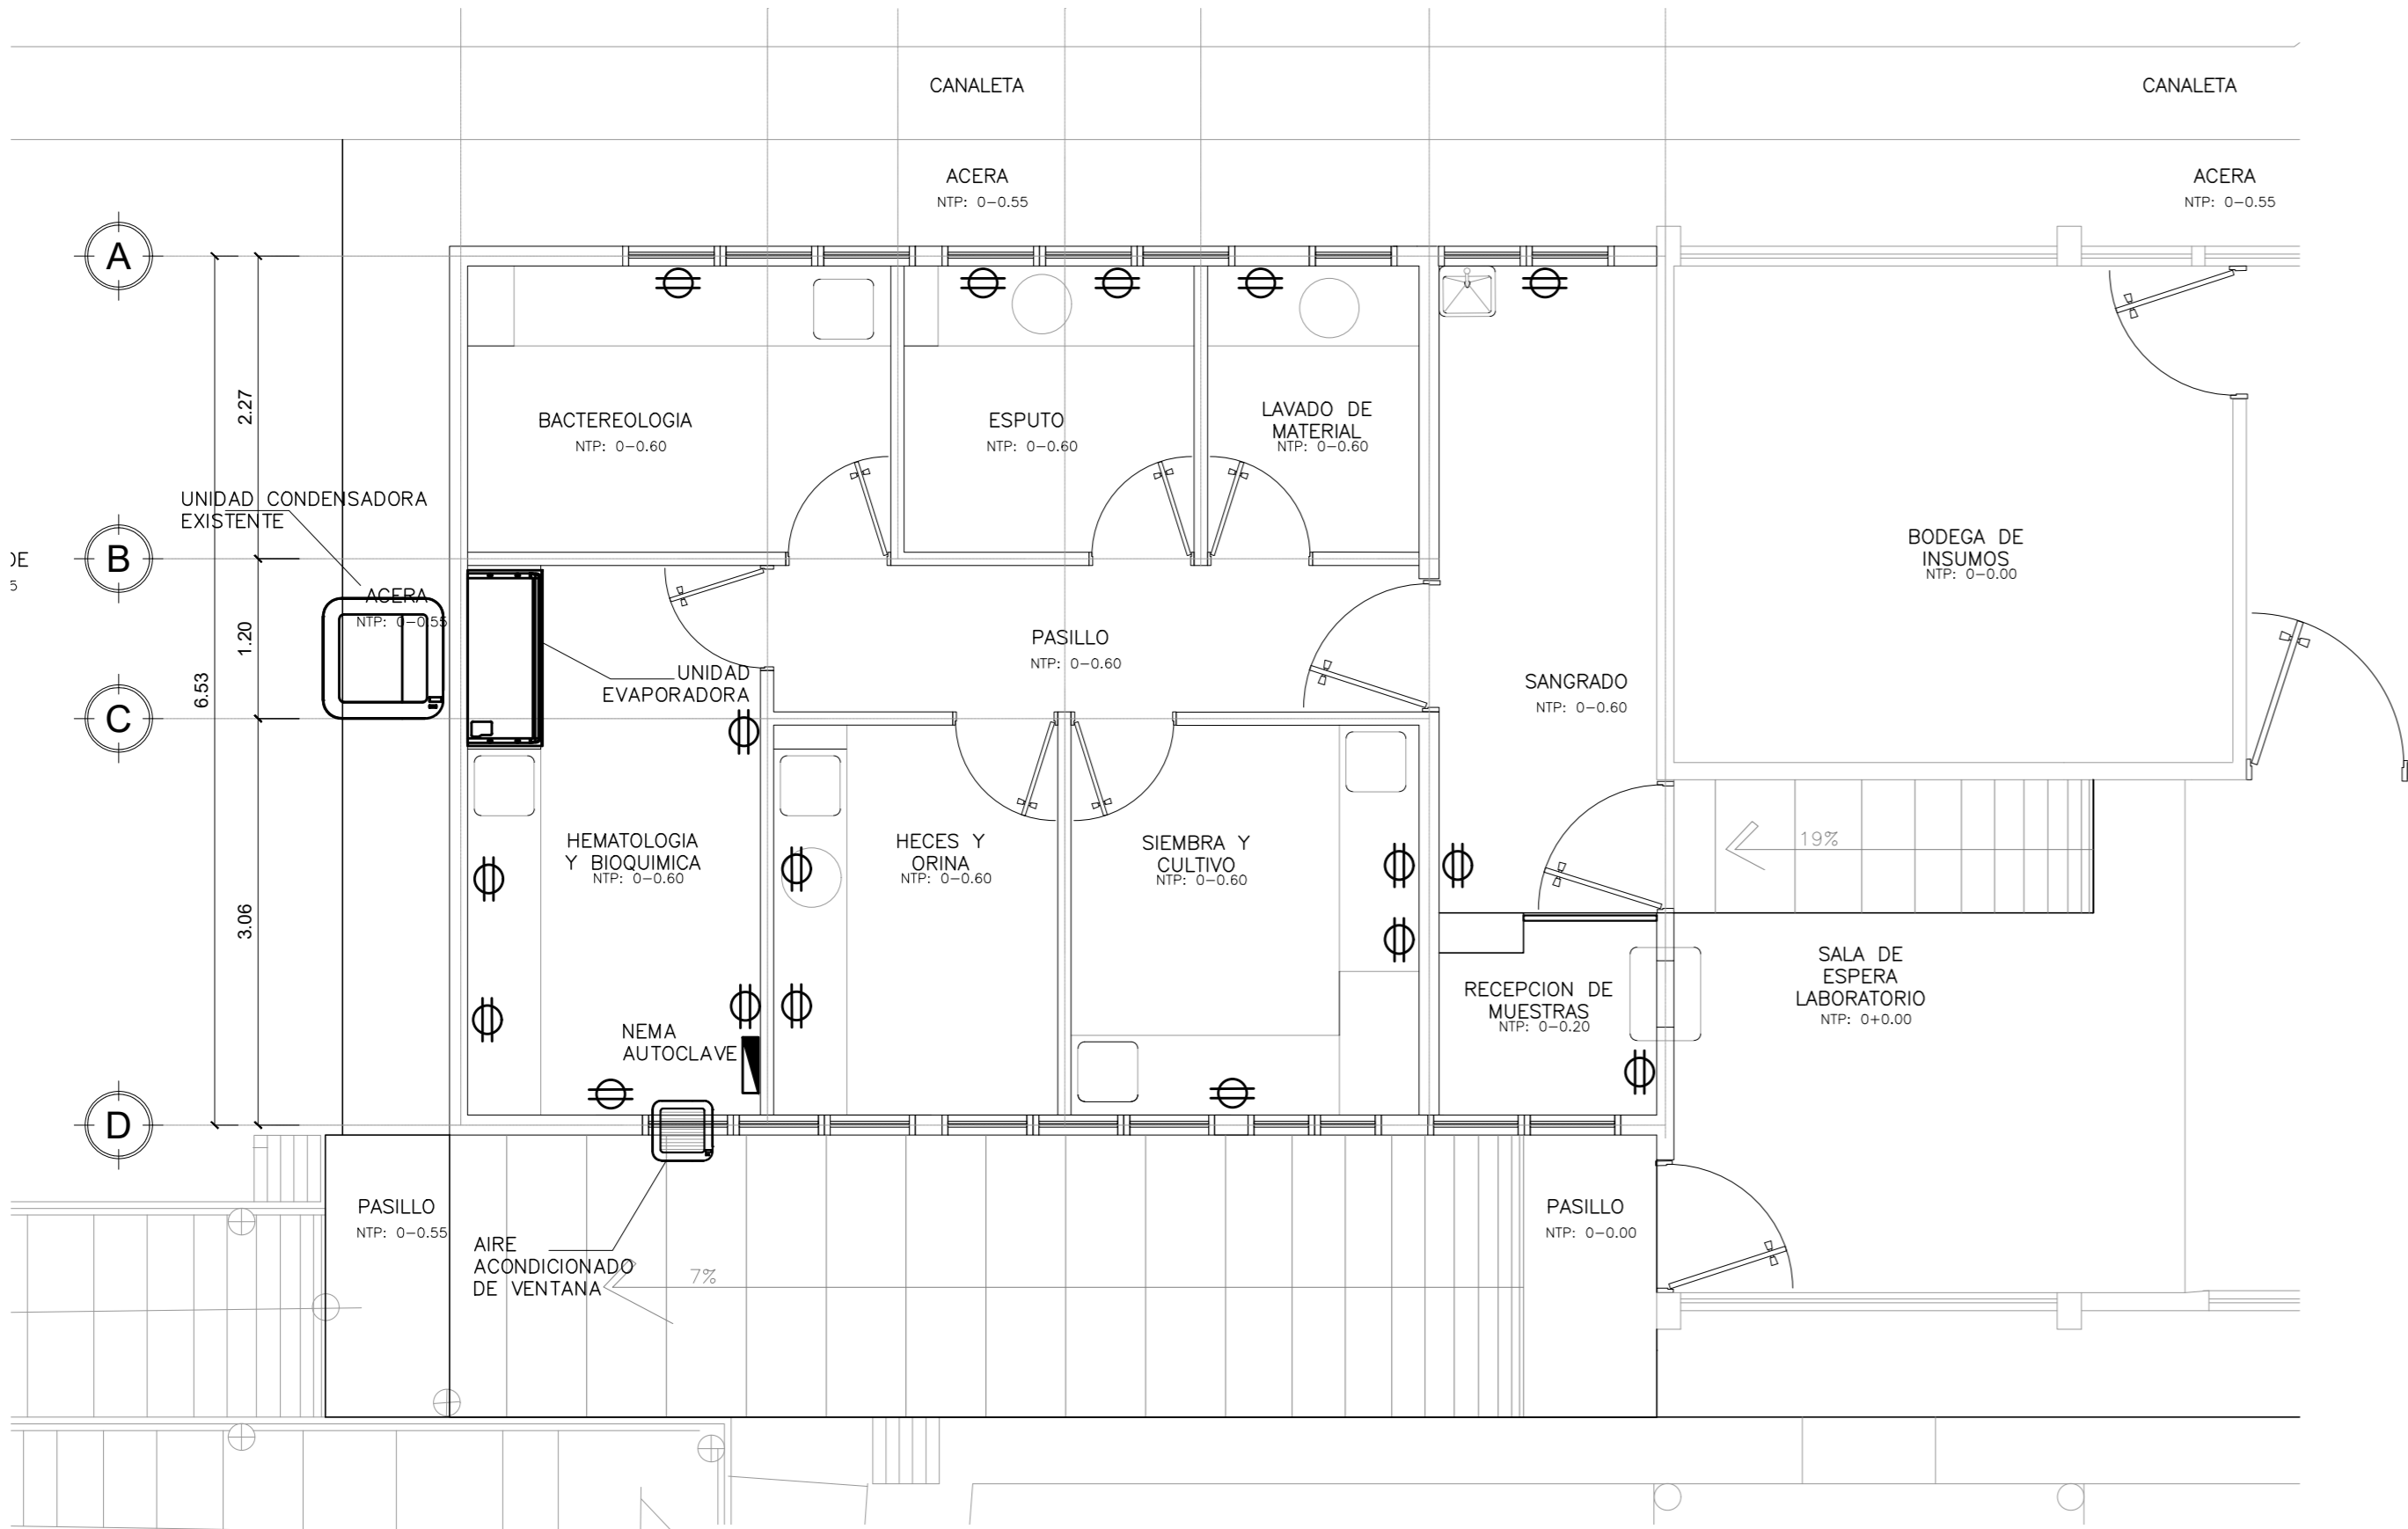 CANALETA
CANALETA
ACERA
NTP: 0-0.55
ACERA
NTP: 0-0.55
A
2.27
BACTEREOLOGIA
NTP: 0-0.60
ESPUTO
NTP: 0-0.60
LAVADO DE
MATERIAL
NTP: 0-0.60
UNIDAD CONDENSADORA
EXISTENTE
B
BODEGA DE
INSUMOS
NTP: 0-0.00
DE
5
ACERA
NTP: 0-0.55
1.20
6.53
PASILLO
NTP: 0-0.60
UNIDAD
EVAPORADORA
SANGRADO
NTP: 0-0.60
C
HEMATOLOGIA
Y BIOQUIMICA
NTP: 0-0.60
HECES Y
ORINA
NTP: 0-0.60
SIEMBRA Y
CULTIVO
NTP: 0-0.60
19%
3.06
SALA DE
ESPERA
LABORATORIO
NTP: 0+0.00
RECEPCION DE
MUESTRAS
NTP: 0-0.20
NEMA
AUTOCLAVE
D
PASILLO
NTP: 0-0.55
PASILLO
NTP: 0-0.00
AIRE
ACONDICIONADO
DE VENTANA
7%